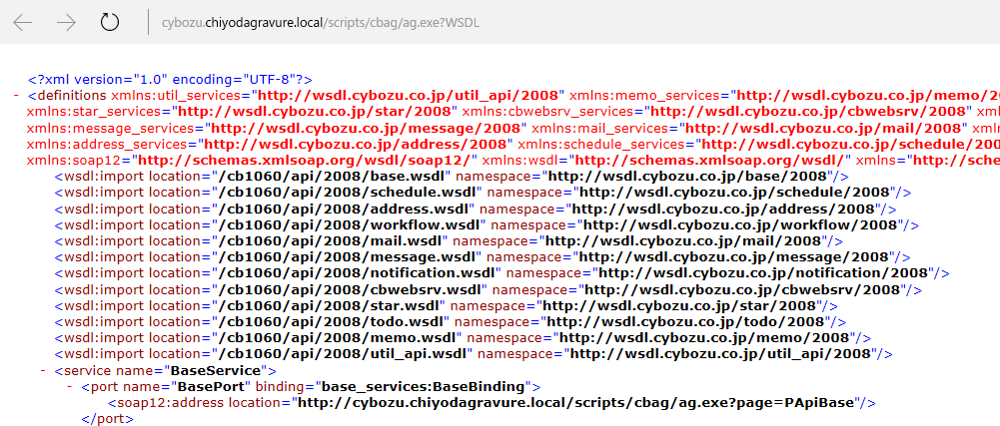 cybozu.chiyodagravure.local/scripts/cbag/ag.exe?WSDL
<?xml version="1.0" encoding="UTF-8"?>
- <definitions xmlns:util_services="http://wsdl.cybozu.co.jp/util_api/2008" xmlns:memo_services="http://wsdl.cybozu.co.jp/memo/20
xmlns:star_services="http://wsdl.cybozu.co.jp/star/2008" xmlns:cbwebsrv_services="http://wsdl.cybozu.co.jp/cbwebsrv/2008"
xmlns:message_services="http://wsdl.cybozu.co.jp/message/2008" xmlns:mail_services="http://wsdl.cybozu.co.jp/mail/2008"
xmlns:address_services="http://wsdl.cybozu.co.jp/address/2008" xmlns:schedule_services="http://wsdl.cybozu.co.jp/schedule/200
xmlns:soap12="http://schemas.xmlsoap.org/wsdl/soap12/" xmlns:wsdl="http://schemas.xmlsoap.org/wsdl/" xmlns="http://sche
<wsdl:import location="/cb1060/api/2008/base.wsdl" namespace="http://wsdl.cybozu.co.jp/base/2008"/>
<wsdl:import location="/cb1060/api/2008/schedule.wsdl" namespace="http://wsdl.cybozu.co.jp/schedule/2008"/>
<wsdl:import location="/cb1060/api/2008/address.wsdl" namespace="http://wsdl.cybozu.co.jp/address/2008"/>
<wsdl:import location="/cb1060/api/2008/workflow.wsdl" namespace="http://wsdl.cybozu.co.jp/workflow/2008"/>
<wsdl:import location="/cb1060/api/2008/mail.wsdl" namespace="http://wsdl.cybozu.co.jp/mail/2008"/>
<wsdl:import location="/cb1060/api/2008/message.wsdl" namespace="http://wsdl.cybozu.co.jp/message/2008"/>
<wsdl:import location="/cb1060/api/2008/notification.wsdl" namespace="http://wsdl.cybozu.co.jp/notification/2008"/>
<wsdl:import location="/cb1060/api/2008/cbwebsrv.wsdl" namespace="http://wsdl.cybozu.co.jp/cbwebsrv/2008"/>
<wsdl:import location="/cb1060/api/2008/star.wsdl" namespace="http://wsdl.cybozu.co.jp/star/2008"/>
<wsdl:import location="/cb1060/api/2008/todo.wsdl" namespace="http://wsdl.cybozu.co.jp/todo/2008"/>
<wsdl:import location="/cb1060/api/2008/memo.wsdl" namespace="http://wsdl.cybozu.co.jp/memo/2008"/>
<wsdl:import location="/cb1060/api/2008/util_api.wsdl" namespace="http://wsdl.cybozu.co.jp/util_api/2008"/>
- <service name="BaseService">
- <port name="BasePort" binding="base_services:BaseBinding">
<soap12:address location="http://cybozu.chiyodagravure.local/scripts/cbag/ag.exe?page=PApiBase"/>
</port>